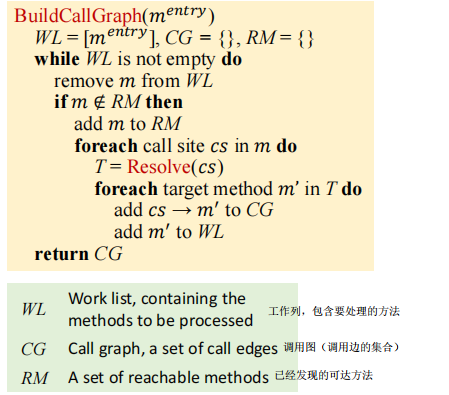 BuildCallGraph(m^entry)
WL = [m^entry], CG = {}, RM = {}
while WL is not empty do
remove m from WL
if m ∉ RM then
add m to RM
foreach call site cs in m do
T = Resolve(cs)
foreach target method m' in T do
add cs → m' to CG
add m' to WL
return CG
WL Work list, containing the methods to be processed 工作列，包含要处理的方法
CG Call graph, a set of call edges 调用图（调用边的集合）
RM A set of reachable methods 已经发现的可达方法